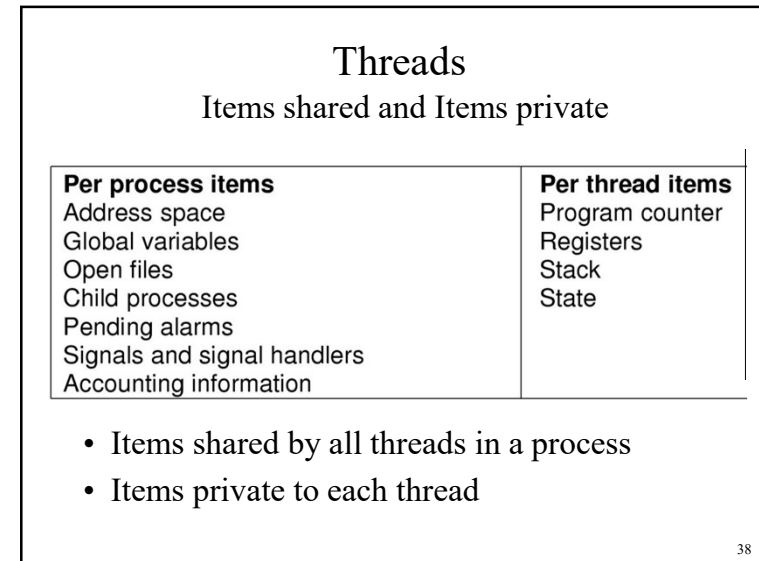 Threads
Items shared and Items private
Per process items
Address space
Global variables
Open files
Child processes
Pending alarms
Signals and signal handlers
Accounting information
Per thread items
Program counter
Registers
Stack
State
• Items shared by all threads in a process
• Items private to each thread
38